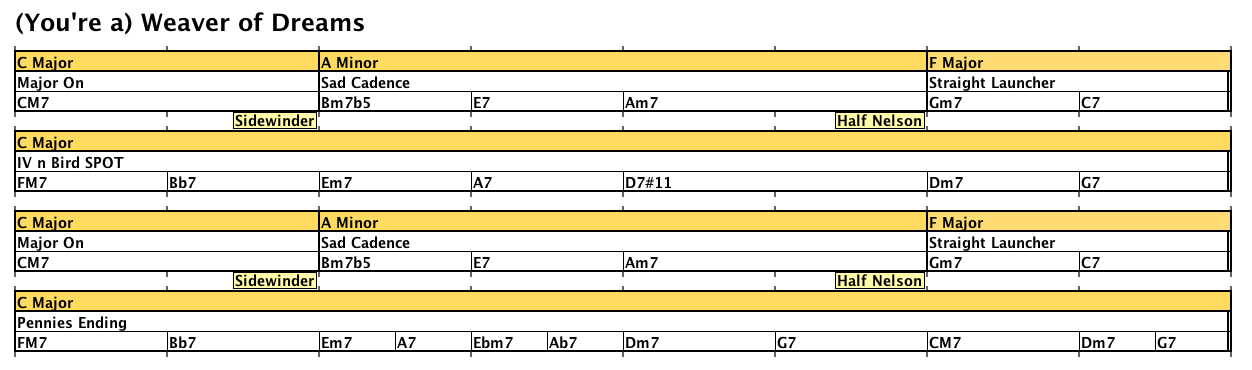 (You're a) Weaver of Dreams
C Major A Minor F Major
Major On Sad Cadence Straight Launcher
CM7 Bm7b5 E7 Am7 Gm7 C7
Sidewinder Half Nelson
C Major
IV n Bird SPOT
FM7 Bb7 Em7 A7 D7#11 Dm7 G7
C Major A Minor F Major
Major On Sad Cadence Straight Launcher
CM7 Bm7b5 E7 Am7 Gm7 C7
Sidewinder Half Nelson
C Major
Pennies Ending
FM7 Bb7 Em7 A7 Ebm7 Ab7 Dm7 G7 CM7 Dm7 G7